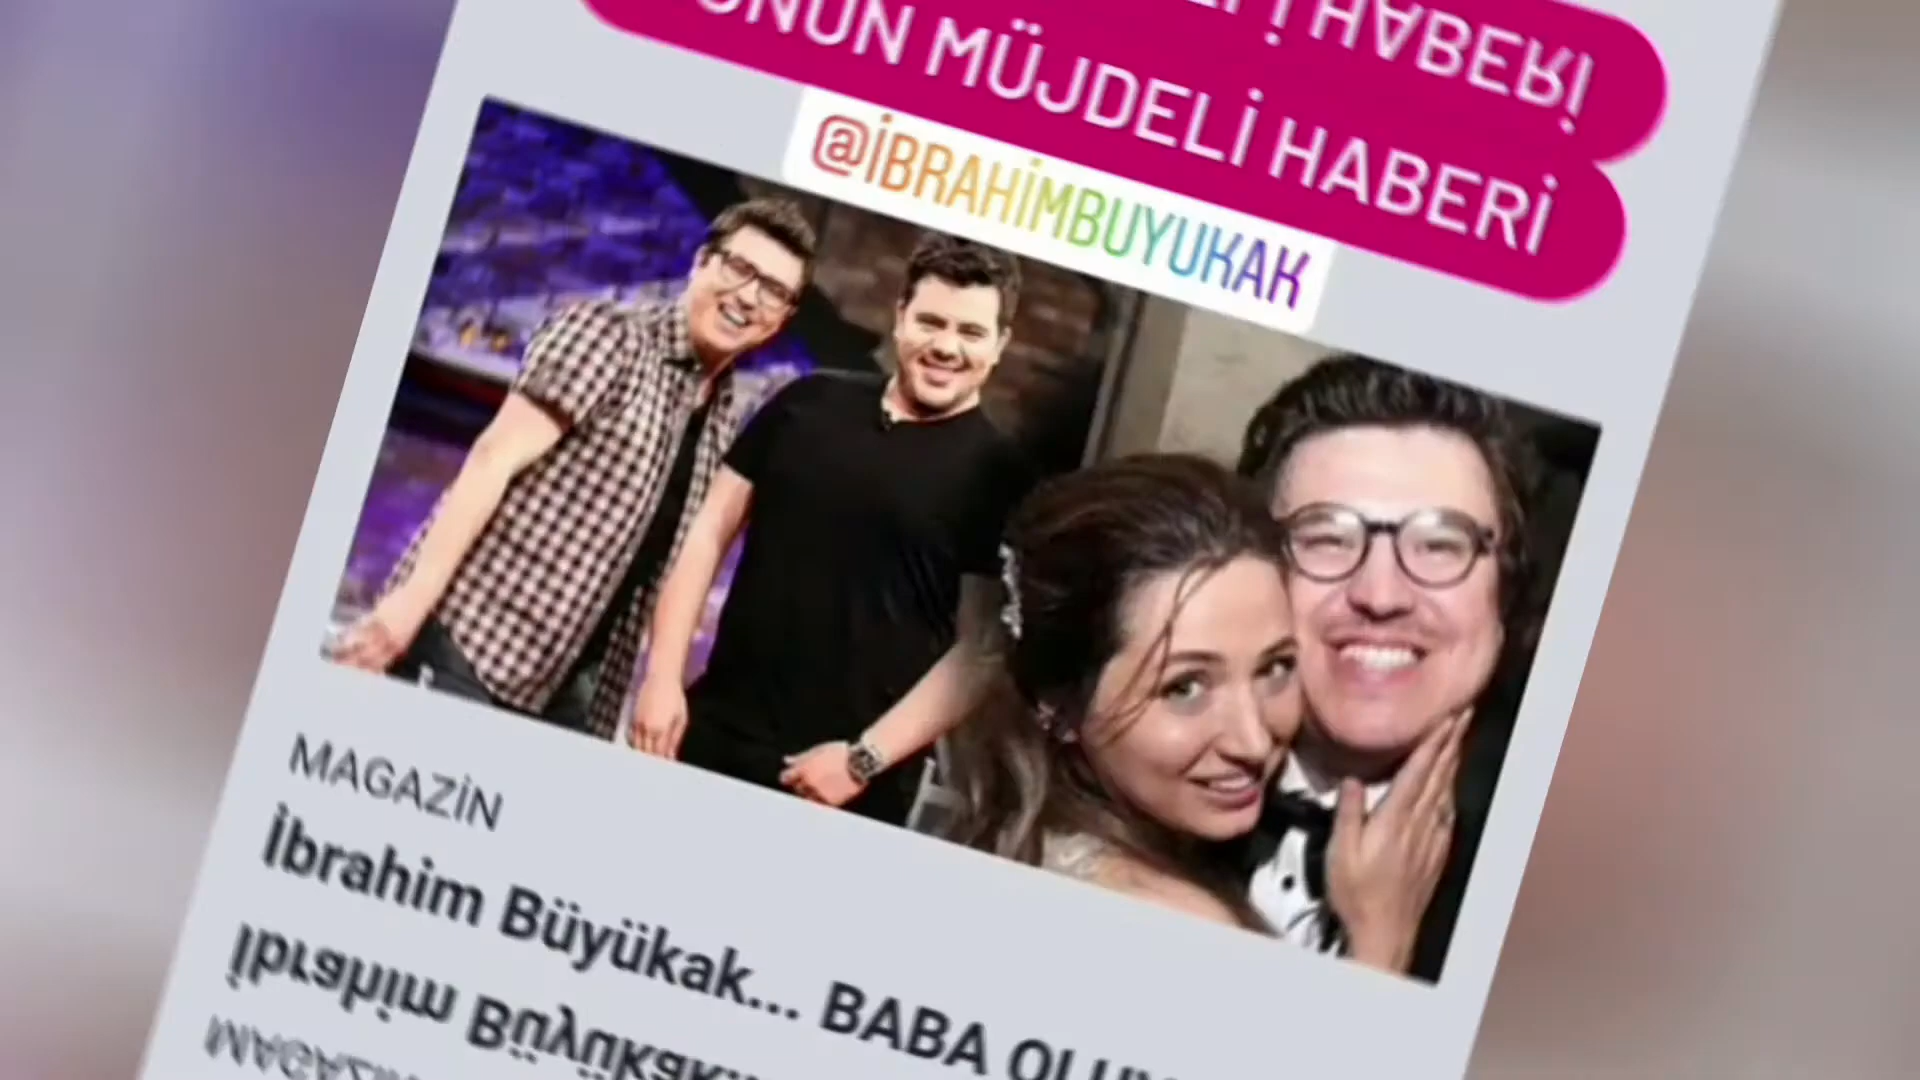 HABERİ
MÜJDELİ HABERİ
@İBRAHİMBUYUKAK
MAGAZİN
İbrahim Büyükak... BABA